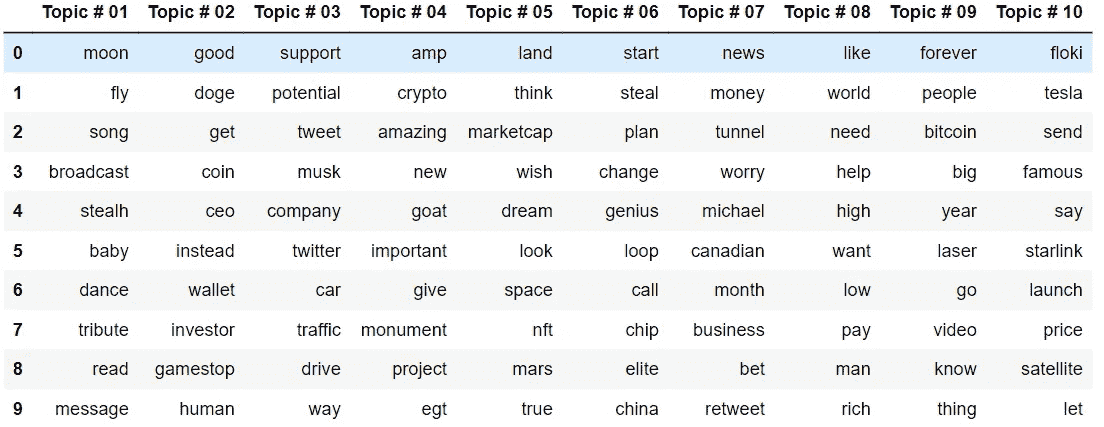 Topic # 01 Topic # 02 Topic # 03 Topic # 04 Topic # 05 Topic # 06 Topic # 07 Topic # 08 Topic # 09 Topic # 10
0 moon good support amp land start news like forever floki
1 fly doge potential crypto think steal money world people tesla
2 song get tweet amazing marketcap plan tunnel need bitcoin send
3 broadcast coin musk new wish change worry help big famous
4 stealh ceo company goat dream genius michael high year say
5 baby instead twitter important look loop canadian want laser starlink
6 dance wallet car give space call month low go launch
7 tribute investor traffic monument nft chip business pay video price
8 read gamestop drive project mars elite bet man know satellite
9 message human way egt true china retweet rich thing let